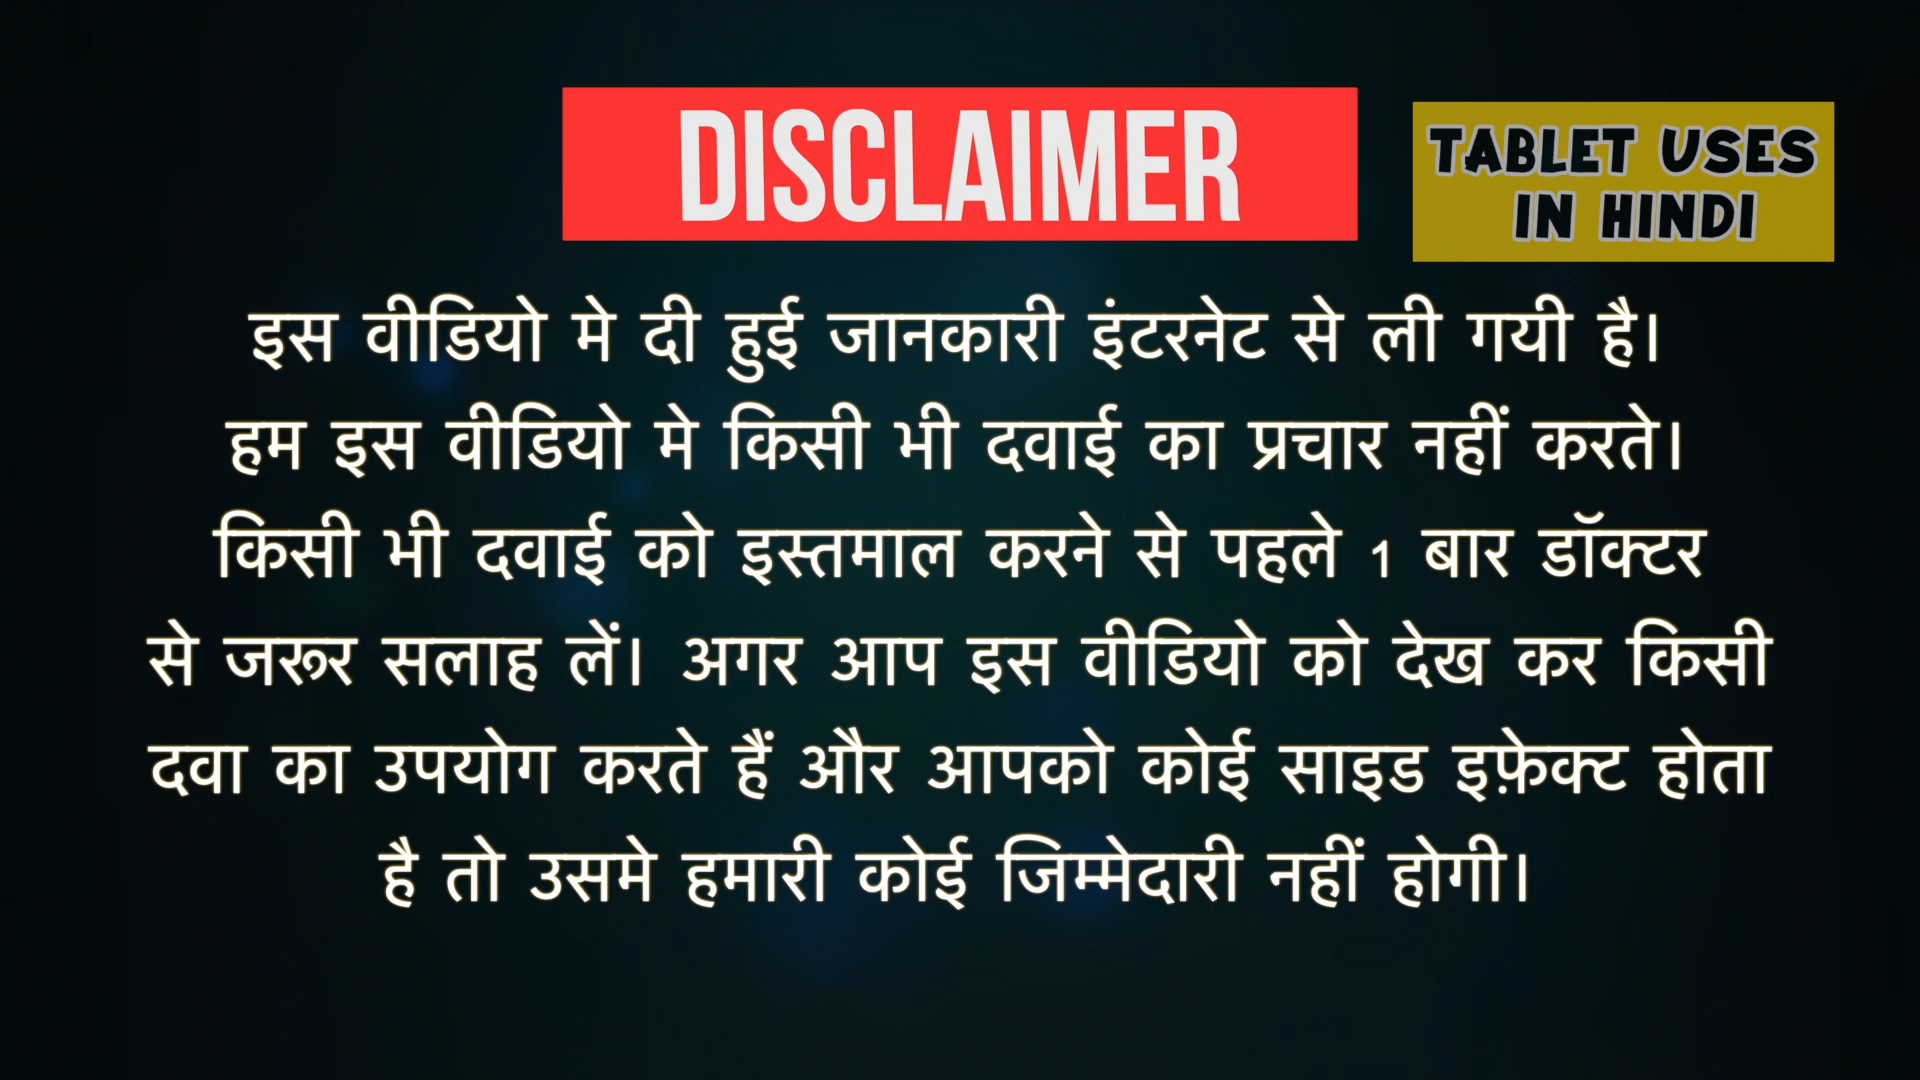 DISCLAIMER
TABLET USES
IN HINDI
इस वीडियो मे दी हुई जानकारी इंटरनेट से ली गयी है।
हम इस वीडियो मे किसी भी दवाई का प्रचार नहीं करते।
किसी भी दवाई को इस्तमाल करने से पहले 1 बार डॉक्टर
से जरूर सलाह लें। अगर आप इस वीडियो को देख कर किसी
दवा का उपयोग करते हैं और आपको कोई साइड इफ़ेक्ट होता
है तो उसमे हमारी कोई जिम्मेदारी नहीं होगी।